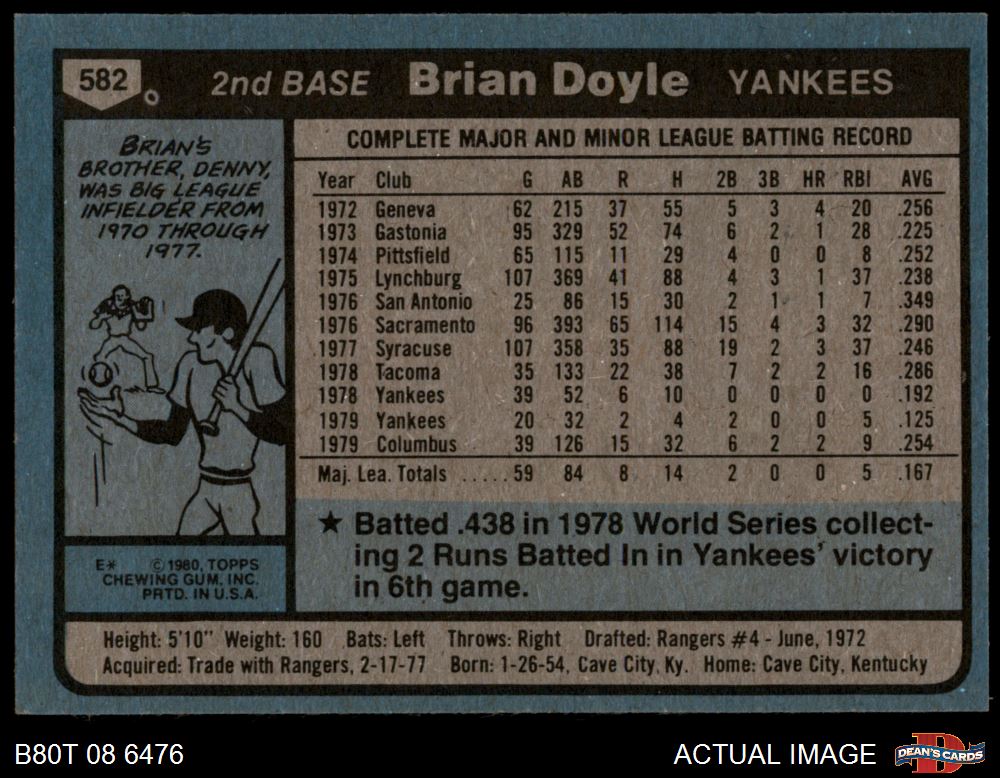 582 2nd BASE Brian Doyle YANKEES
BRIAN'S
BROTHER, DENNY,
WAS BIG LEAGUE
INFIELDER FROM
1970 THROUGH
1977.
COMPLETE MAJOR AND MINOR LEAGUE BATTING RECORD
Year Club G AB R H 2B 3B HR RBI AVG
1972 Geneva 62 215 37 55 5 3 4 20 .256
1973 Gastonia 95 329 52 74 6 2 1 28 .225
1974 Pittsfield 65 115 11 29 4 0 0 8 .252
1975 Lynchburg 107 369 41 88 4 3 1 37 .238
1976 San Antonio 25 86 15 30 2 1 1 7 .349
1976 Sacramento 96 393 65 114 15 4 3 32 .290
1977 Syracuse 107 358 35 88 19 2 3 37 .246
1978 Tacoma 35 133 22 38 7 2 2 16 .286
1978 Yankees 39 52 6 10 0 0 0 0 .192
1979 Yankees 20 32 2 4 2 0 0 5 .125
1979 Columbus 39 126 15 32 6 2 2 9 .254
Maj. Lea. Totals .....59 84 8 14 2 0 0 5 .167
★ Batted .438 in 1978 World Series collect-
ing 2 Runs Batted In in Yankees' victory
in 6th game.
E* © 1980, TOPPS
CHEWING GUM, INC.
PRTD. IN U.S.A.
Height: 5'10" Weight: 160 Bats: Left Throws: Right Drafted: Rangers #4 - June, 1972
Acquired: Trade with Rangers, 2-17-77 Born: 1-26-54, Cave City, Ky. Home: Cave City, Kentucky
B80T 08 6476 ACTUAL IMAGE D DEAN'S CARDS